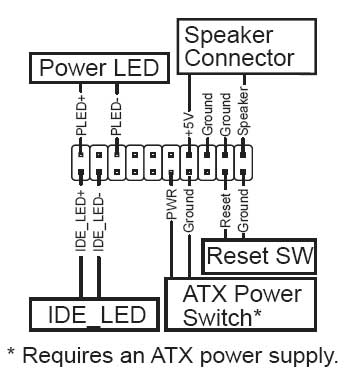 Speaker
Connector
Power LED
PLED+
PLED-
+5V
Ground
Ground
Speaker
IDE_LED+
IDE_LED-
PWR
Ground
Reset
Ground
Reset SW
IDE_LED
ATX Power
Switch*
* Requires an ATX power supply.